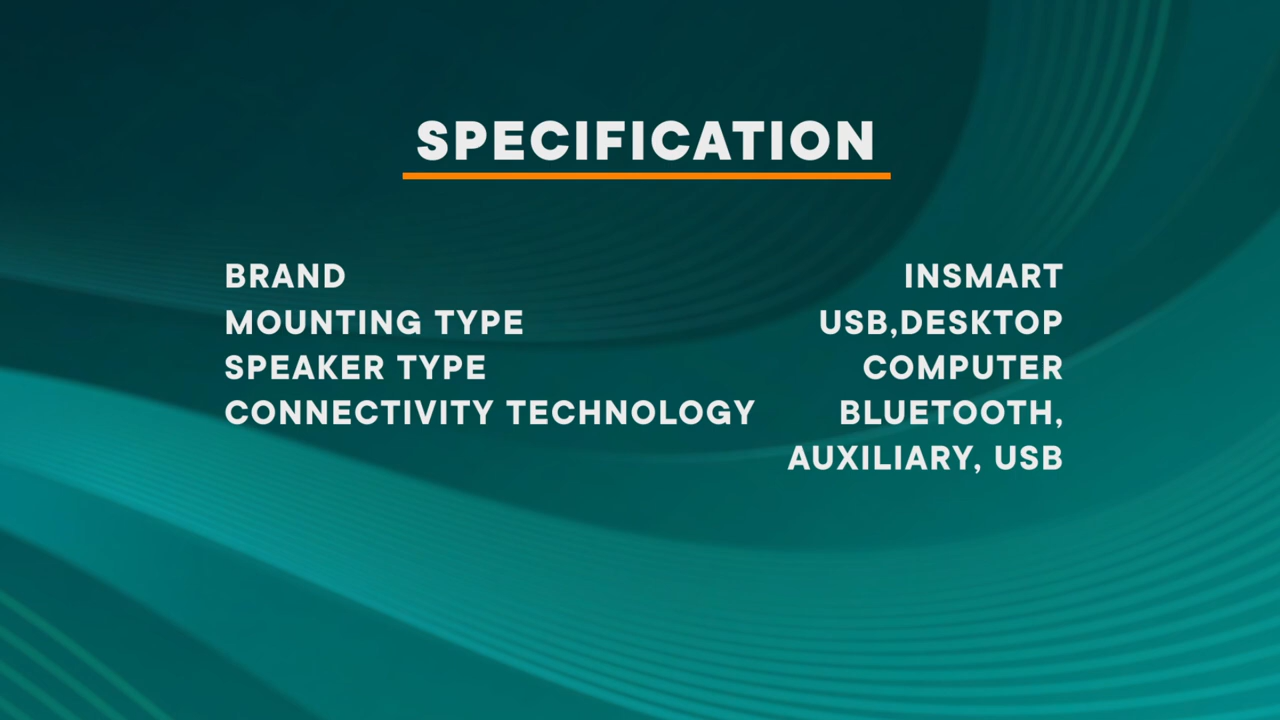 SPECIFICATION
BRAND INSMART
MOUNTING TYPE USB,DESKTOP
SPEAKER TYPE COMPUTER
CONNECTIVITY TECHNOLOGY BLUETOOTH,
AUXILIARY, USB